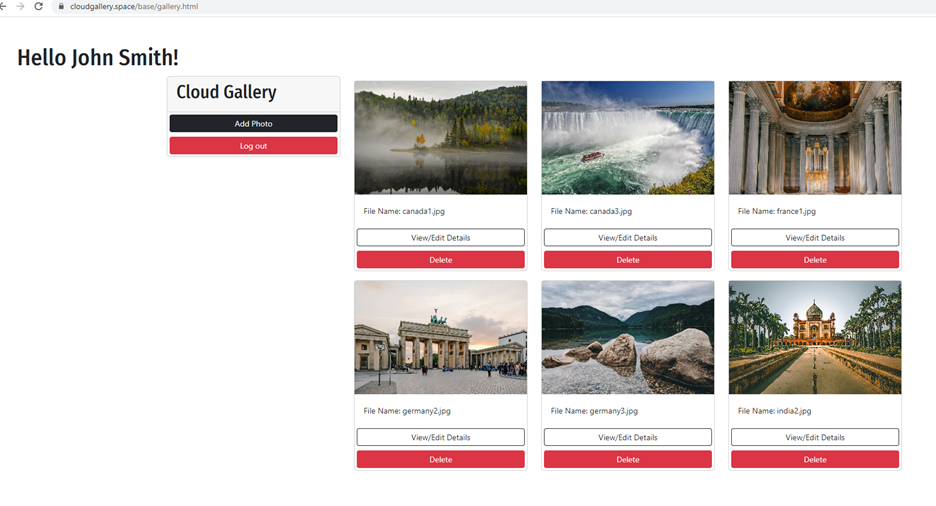 cloudgallery.space/base/gallery.html
Hello John Smith!
Cloud Gallery
Add Photo
Log out
File Name: canada1.jpg
View/Edit Details
Delete
File Name: canada3.jpg
View/Edit Details
Delete
File Name: france1.jpg
View/Edit Details
Delete
File Name: germany2.jpg
View/Edit Details
Delete
File Name: germany3.jpg
View/Edit Details
Delete
File Name: india2.jpg
View/Edit Details
Delete